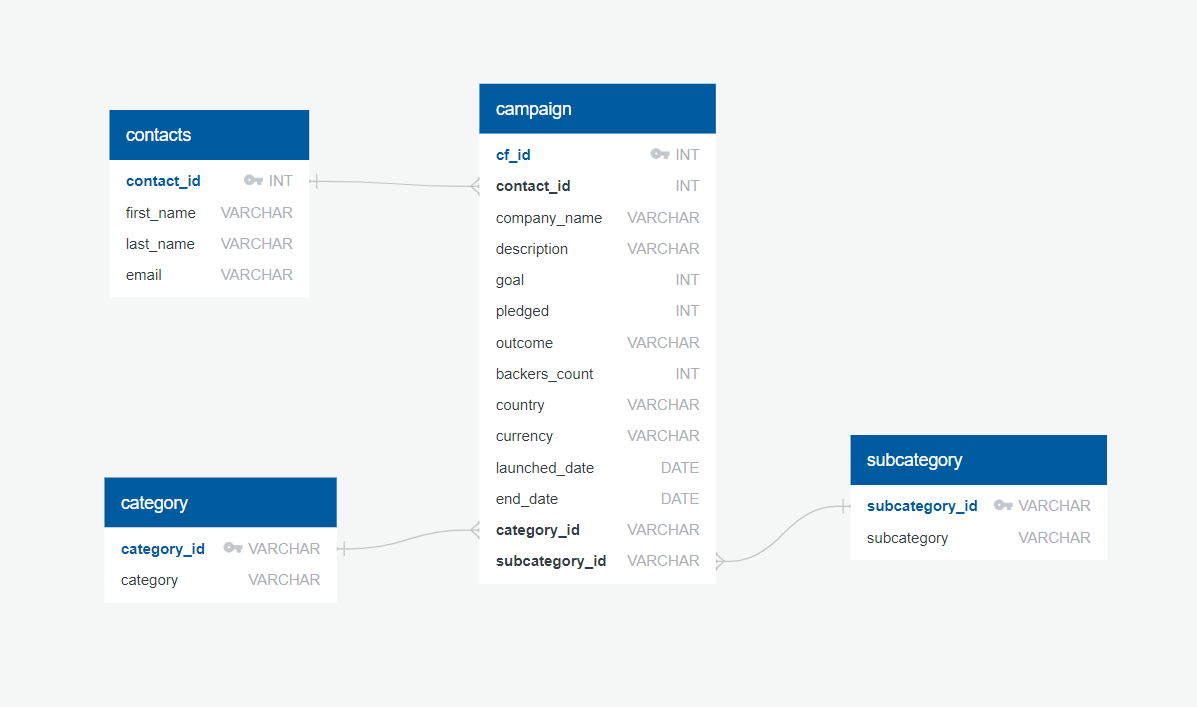 contacts
contact_id INT
first_name VARCHAR
last_name VARCHAR
email VARCHAR
campaign
cf_id INT
contact_id INT
company_name VARCHAR
description VARCHAR
goal INT
pledged INT
outcome VARCHAR
backers_count INT
country VARCHAR
currency VARCHAR
launched_date DATE
end_date DATE
category_id VARCHAR
subcategory_id VARCHAR
category
category_id VARCHAR
category VARCHAR
subcategory
subcategory_id VARCHAR
subcategory VARCHAR